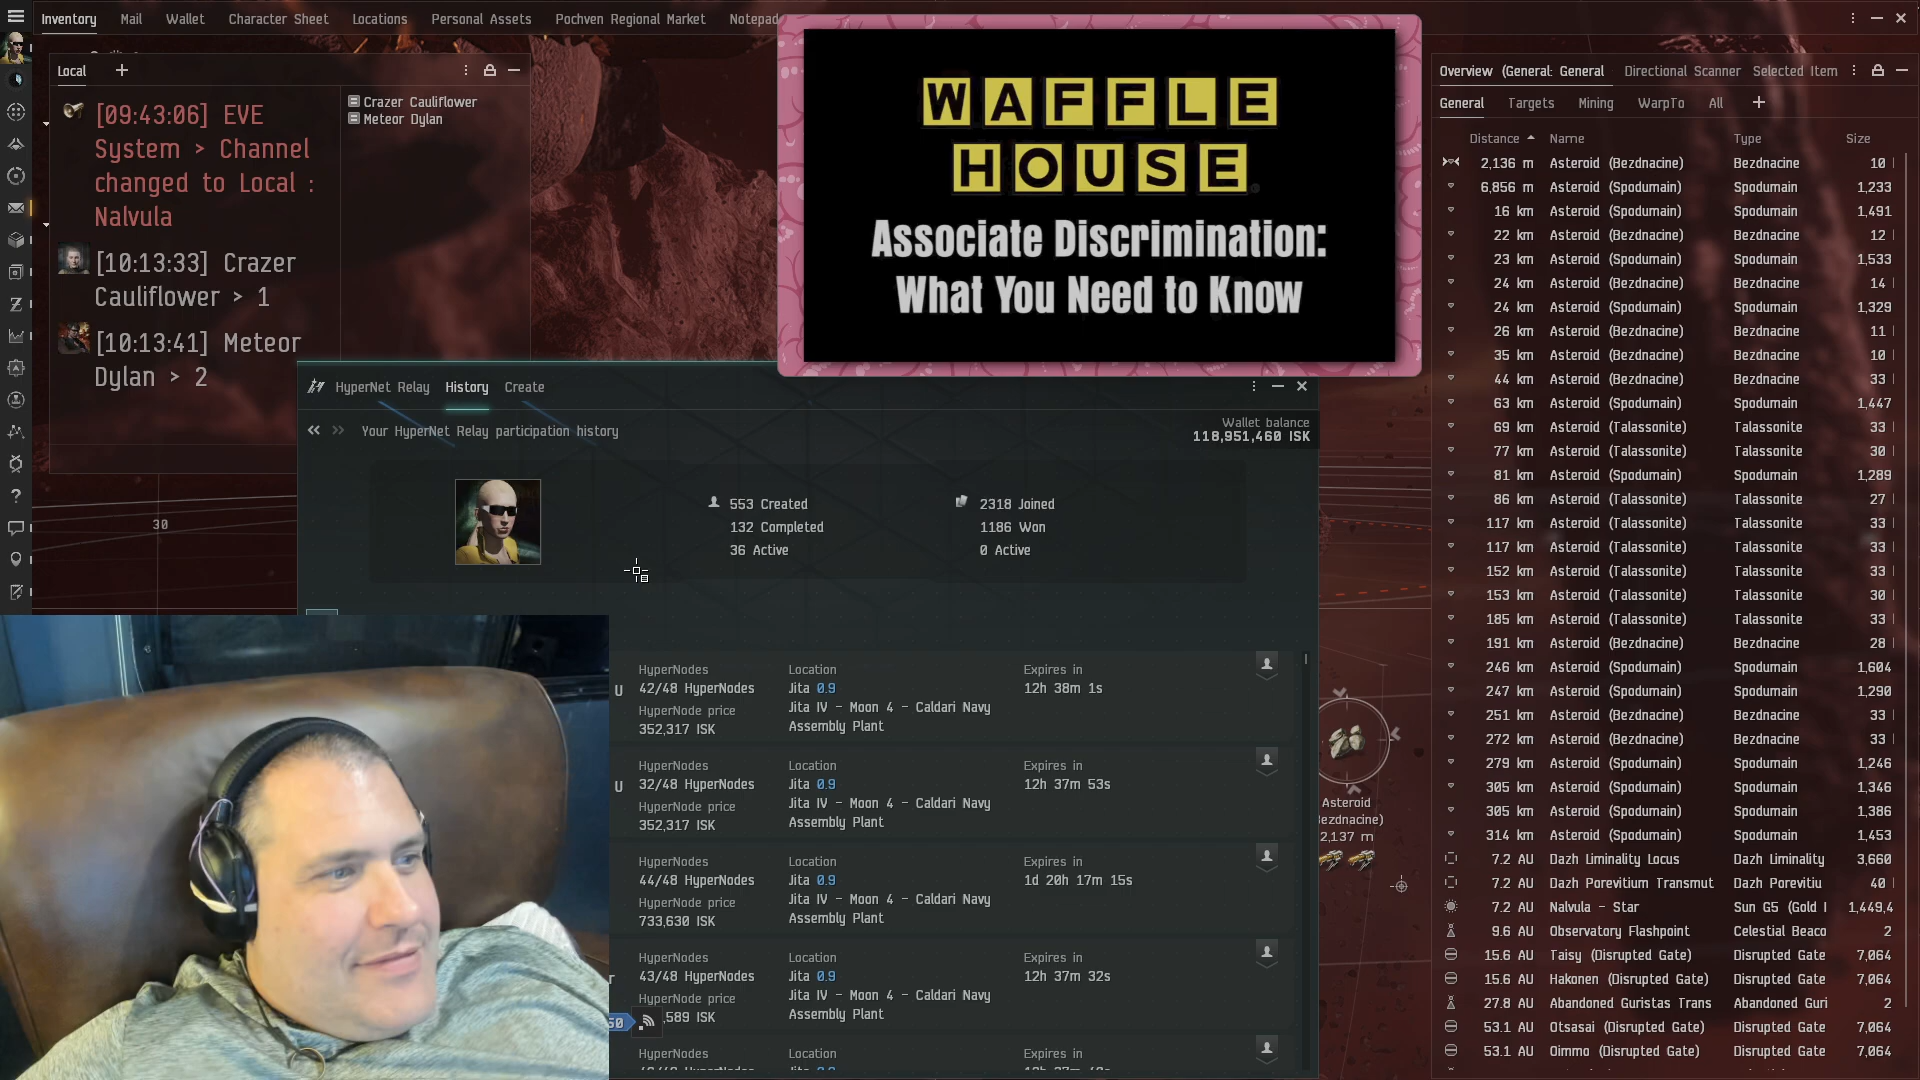 Inventory Mail Wallet Character Sheet Locations Personal Assets Pochven Regional Market Notepad
Local
[09:43:06] EVE
System > Channel
changed to Local :
Nalvula
[10:13:33] Crazer
Cauliflower > 1
[10:13:41] Meteor
Dylan > 2
Crazer Cauliflower
Meteor Dylan
30
WAFFLE
HOUSE
Associate Discrimination:
What You Need to Know
HyperNet Relay History Create
Your HyperNet Relay participation history
Wallet balance
118,951,460 ISK
553 Created
132 Completed
36 Active
2318 Joined
1186 Won
0 Active
HyperNodes Location Expires in
42/48 HyperNodes Jita 0.9 12h 38m 1s
HyperNode price Jita IV - Moon 4 - Caldari Navy
352,317 ISK Assembly Plant
HyperNodes Location Expires in
32/48 HyperNodes Jita 0.9 12h 37m 53s
HyperNode price Jita IV - Moon 4 - Caldari Navy
352,317 ISK Assembly Plant
HyperNodes Location Expires in
44/48 HyperNodes Jita 0.9 1d 20h 17m 15s
HyperNode price Jita IV - Moon 4 - Caldari Navy
733,630 ISK Assembly Plant
HyperNodes Location Expires in
43/48 HyperNodes Jita 0.9 12h 37m 32s
HyperNode price Jita IV - Moon 4 - Caldari Navy
,589 ISK Assembly Plant
HyperNodes Location Expires in
Asteroid
ezdnacine)
2,137 m
Overview (General: General Directional Scanner Selected Item
General Targets Mining WarpTo All
Distance Name Type Size
2,136 m Asteroid (Bezdnacine) Bezdnacine 10
6,856 m Asteroid (Spodumain) Spodumain 1,233
16 km Asteroid (Spodumain) Spodumain 1,491
22 km Asteroid (Bezdnacine) Bezdnacine 12
23 km Asteroid (Spodumain) Spodumain 1,533
24 km Asteroid (Bezdnacine) Bezdnacine 14
24 km Asteroid (Spodumain) Spodumain 1,329
26 km Asteroid (Bezdnacine) Bezdnacine 11
35 km Asteroid (Bezdnacine) Bezdnacine 10
44 km Asteroid (Bezdnacine) Bezdnacine 33
63 km Asteroid (Spodumain) Spodumain 1,447
69 km Asteroid (Talassonite) Talassonite 33
77 km Asteroid (Talassonite) Talassonite 30
81 km Asteroid (Spodumain) Spodumain 1,289
86 km Asteroid (Talassonite) Talassonite 27
117 km Asteroid (Talassonite) Talassonite 33
117 km Asteroid (Talassonite) Talassonite 33
152 km Asteroid (Talassonite) Talassonite 33
153 km Asteroid (Talassonite) Talassonite 30
185 km Asteroid (Talassonite) Talassonite 33
191 km Asteroid (Bezdnacine) Bezdnacine 28
246 km Asteroid (Spodumain) Spodumain 1,604
247 km Asteroid (Spodumain) Spodumain 1,290
251 km Asteroid (Bezdnacine) Bezdnacine 33
272 km Asteroid (Bezdnacine) Bezdnacine 33
279 km Asteroid (Spodumain) Spodumain 1,246
305 km Asteroid (Spodumain) Spodumain 1,346
305 km Asteroid (Spodumain) Spodumain 1,386
314 km Asteroid (Spodumain) Spodumain 1,453
7.2 AU Dazh Liminality Locus Dazh Liminality 3,660
7.2 AU Dazh Porevitium Transmut Dazh Porevitiu 40
7.2 AU Nalvula - Star Sun G5 (Gold 1,449,4
9.6 AU Observatory Flashpoint Celestial Beaco 2
15.6 AU Taisy (Disrupted Gate) Disrupted Gate 7,064
15.6 AU Hakonen (Disrupted Gate) Disrupted Gate 7,064
27.8 AU Abandoned Guristas Trans Abandoned Guri 2
53.1 AU Otsasai (Disrupted Gate) Disrupted Gate 7,064
53.1 AU Oimmo (Disrupted Gate) Disrupted Gate 7,064